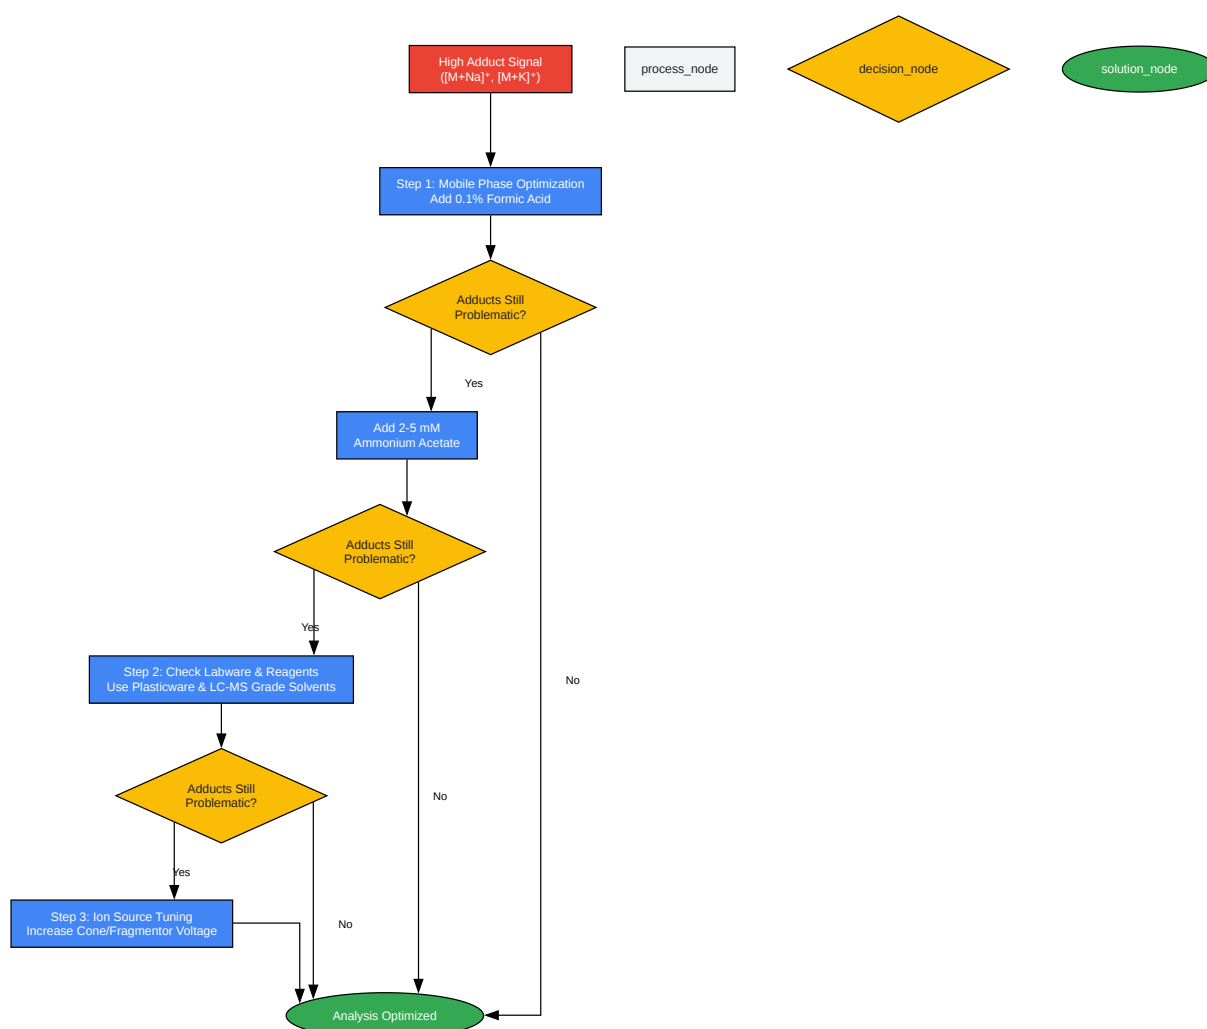 High Adduct Signal
([M+Na]⁺, [M+K]⁺)
process_node
decision_node
solution_node
Step 1: Mobile Phase Optimization
Add 0.1% Formic Acid
Adducts Still
Problematic?
Yes
Add 2-5 mM
Ammonium Acetate
Adducts Still
Problematic?
Yes
Step 2: Check Labware & Reagents
Use Plasticware & LC-MS Grade Solvents
No
Adducts Still
Problematic?
No
Yes
Step 3: Ion Source Tuning
Increase Cone/Fragmentor Voltage
No
Analysis Optimized